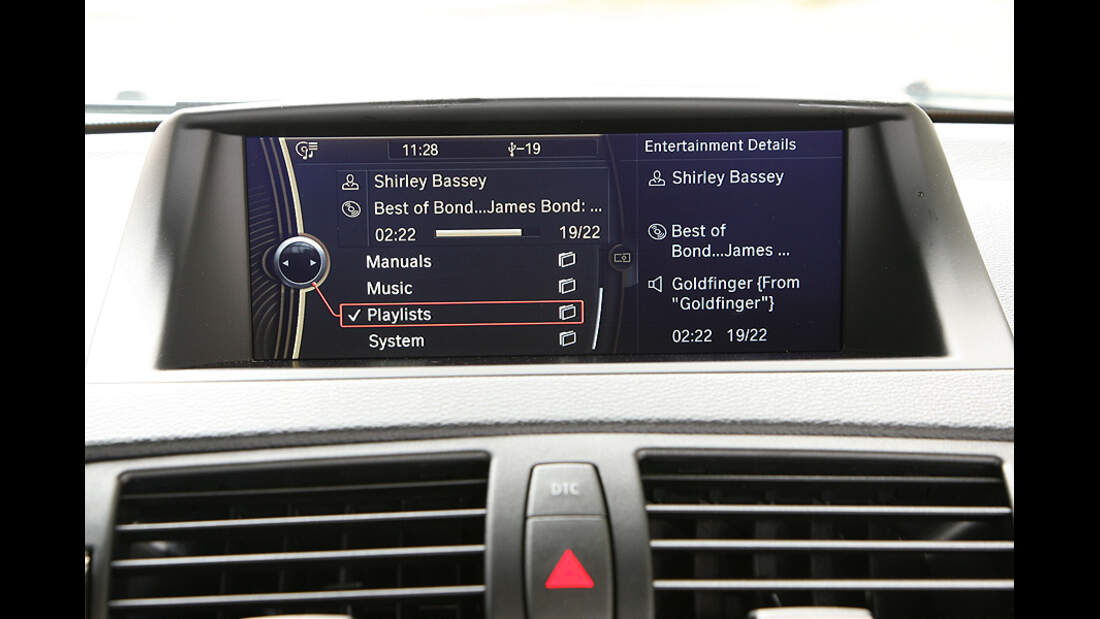 11:28 -19
Shirley Bassey
Best of Bond...James Bond: ...
02:22 19/22
Manuals
Music
✓ Playlists
System
Entertainment Details
Shirley Bassey
Best of
Bond...James ...
Goldfinger {From
"Goldfinger"}
02:22 19/22
DTC